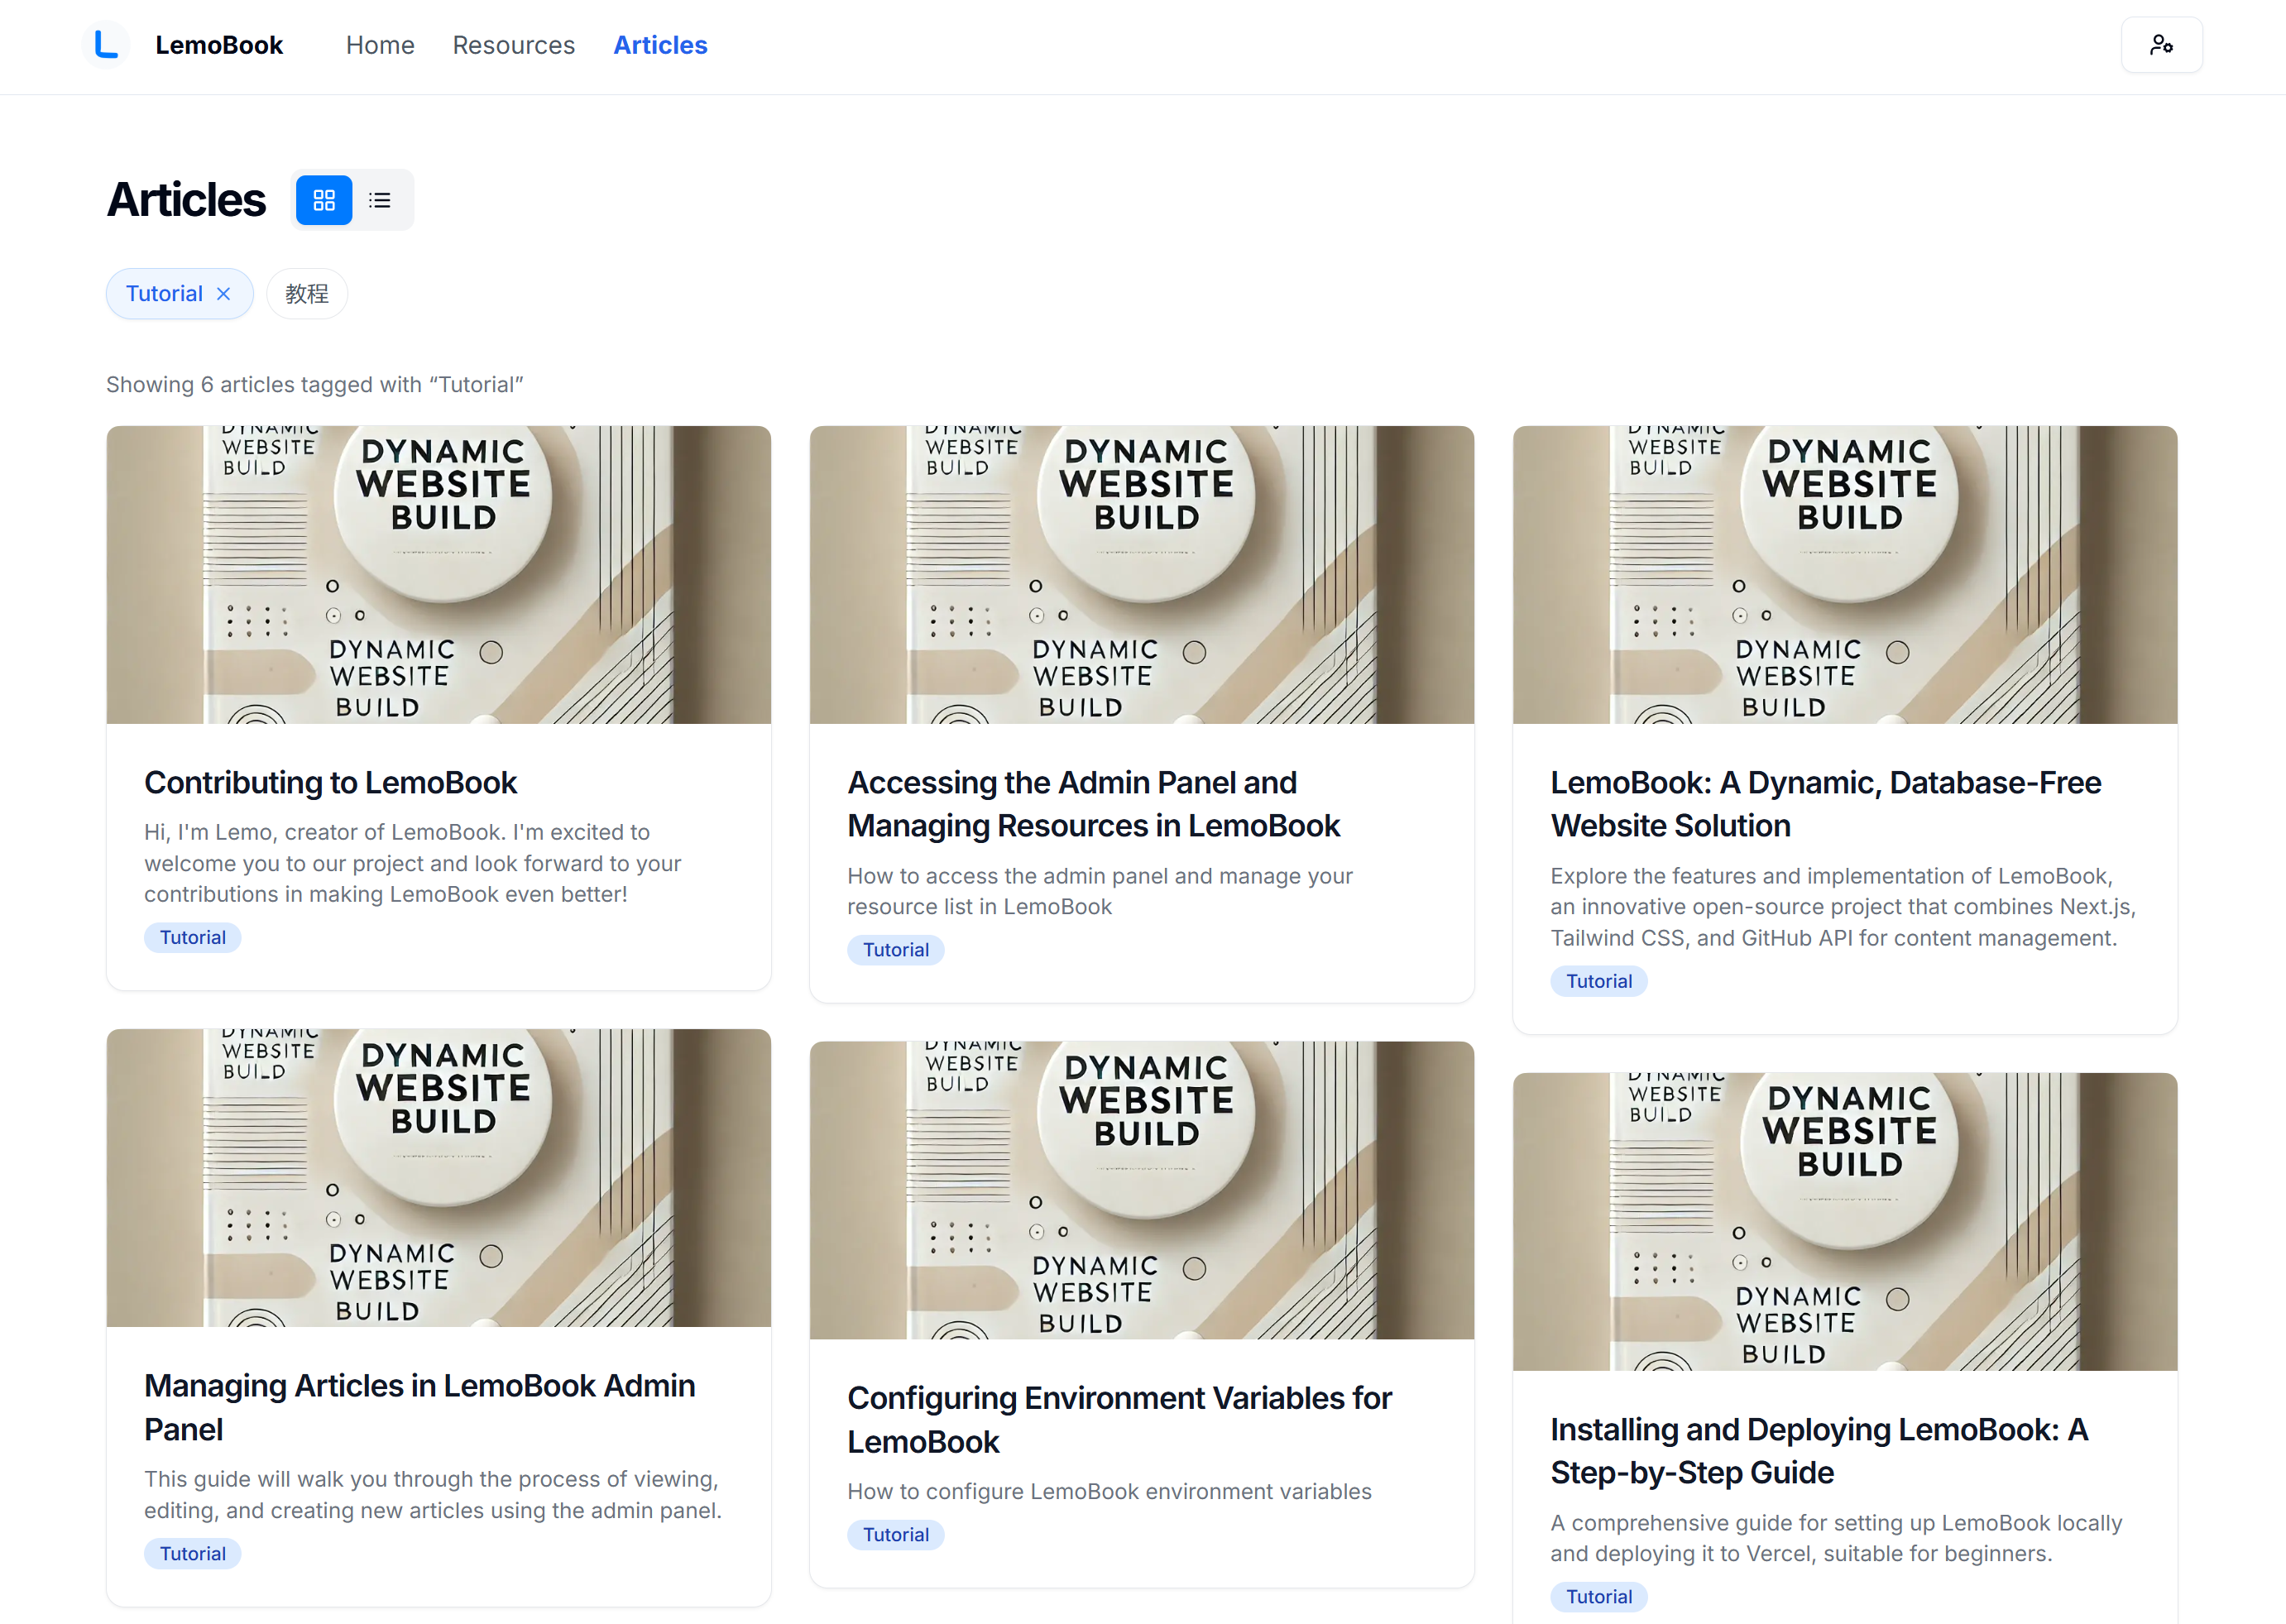 LemoBook
Home
Resources
Articles
Articles
Tutorial
教程
Showing 6 articles tagged with “Tutorial”
DYNAMIC
WEBSITE
DYNAMIC
WEBSITE
BUILD
DYNAMIC
WEBSITE
BUILD
Contributing to LemoBook
Hi, I'm Lemo, creator of LemoBook. I'm excited to
welcome you to our project and look forward to your
contributions in making LemoBook even better!
Tutorial
DYNAMIC
WEBSITE
DYNAMIC
WEBSITE
BUILD
DYNAMIC
WEBSITE
BUILD
Accessing the Admin Panel and
Managing Resources in LemoBook
How to access the admin panel and manage your
resource list in LemoBook
Tutorial
DYNAMIC
WEBSITE
DYNAMIC
WEBSITE
BUILD
DYNAMIC
WEBSITE
BUILD
LemoBook: A Dynamic, Database-Free
Website Solution
Explore the features and implementation of LemoBook,
an innovative open-source project that combines Next.js,
Tailwind CSS, and GitHub API for content management.
Tutorial
DYNAMIC
WEBSITE
DYNAMIC
WEBSITE
BUILD
DYNAMIC
WEBSITE
BUILD
Managing Articles in LemoBook Admin
Panel
This guide will walk you through the process of viewing,
editing, and creating new articles using the admin panel.
Tutorial
DYNAMIC
WEBSITE
DYNAMIC
WEBSITE
BUILD
DYNAMIC
WEBSITE
BUILD
Configuring Environment Variables for
LemoBook
How to configure LemoBook environment variables
Tutorial
DYNAMIC
WEBSITE
DYNAMIC
WEBSITE
BUILD
DYNAMIC
WEBSITE
BUILD
Installing and Deploying LemoBook: A
Step-by-Step Guide
A comprehensive guide for setting up LemoBook locally
and deploying it to Vercel, suitable for beginners.
Tutorial